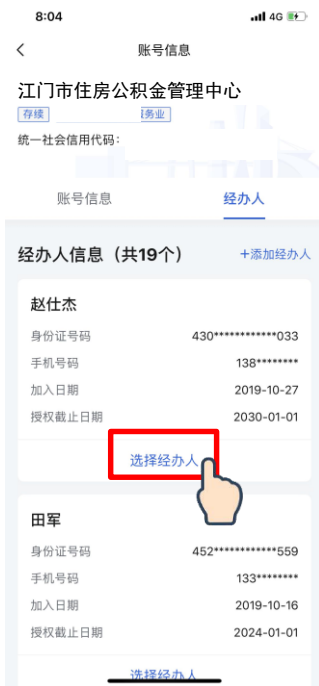 8:04
4G
账号信息
江门市住房公积金管理中心
存续 务业
统一社会信用代码:
账号信息 经办人
经办人信息（共19个） +添加经办人
赵仕杰
身份证号码 430************033
手机号码 138********
加入日期 2019-10-27
授权截止日期 2030-01-01
选择经办人
田军
身份证号码 452************559
手机号码 133********
加入日期 2019-10-16
授权截止日期 2024-01-01
选择经办人